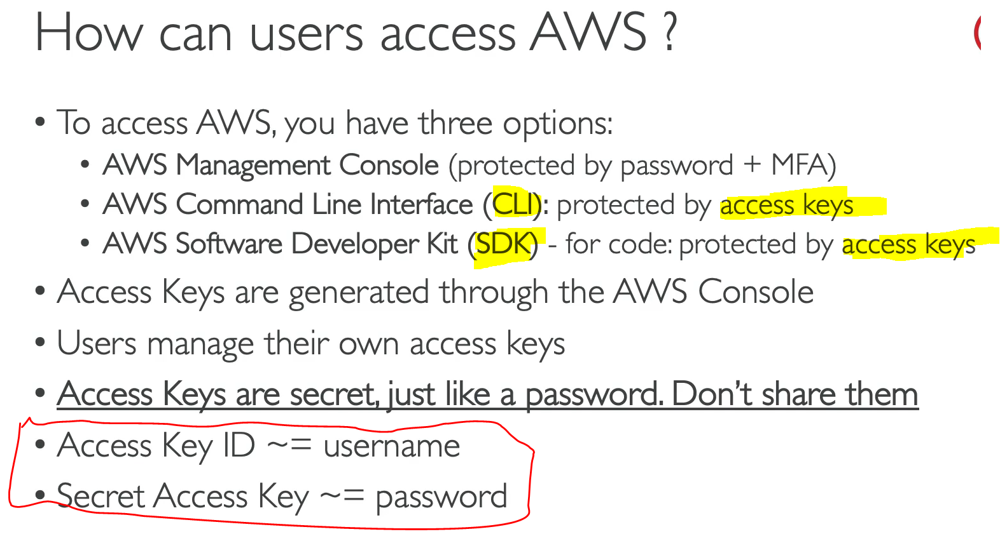 How can users access AWS ?
• To access AWS, you have three options:
• AWS Management Console (protected by password + MFA)
• AWS Command Line Interface (CLI): protected by access keys
• AWS Software Developer Kit (SDK) - for code: protected by access keys
• Access Keys are generated through the AWS Console
• Users manage their own access keys
• Access Keys are secret, just like a password. Don’t share them
• Access Key ID ~= username
• Secret Access Key ~= password